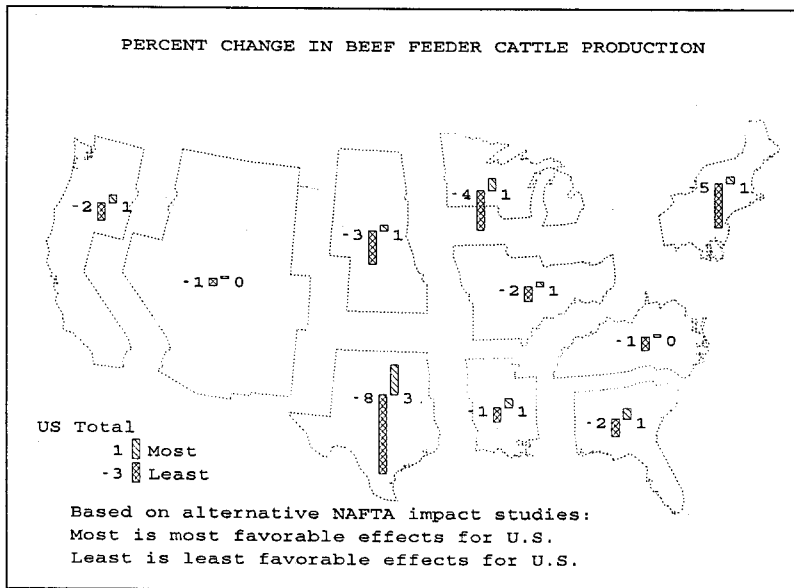 PERCENT CHANGE IN BEEF FEEDER CATTLE PRODUCTION
-5 1
-4 1
-2 1
-3 1
-1 0
-2 1
-1 0
-8 3
-1 1
-2 1
US Total
1 Most
-3 Least
Based on alternative NAFTA impact studies:
Most is most favorable effects for U.S.
Least is least favorable effects for U.S.